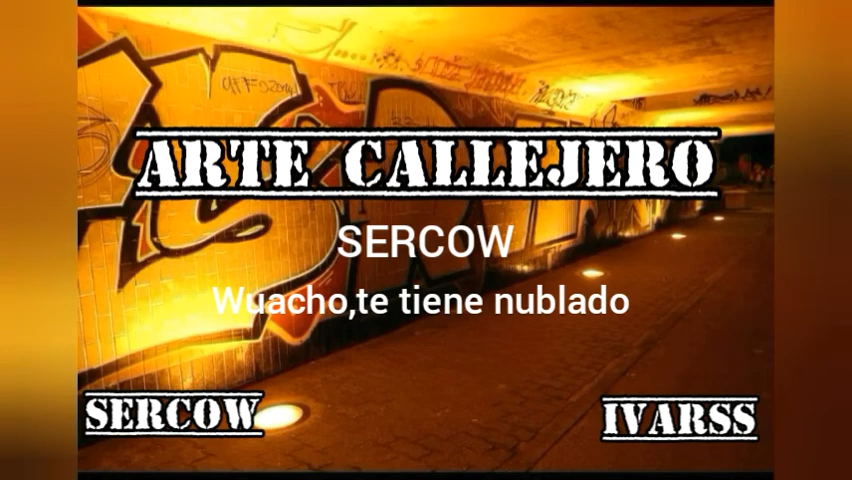 ARTE CALLEJERO
SERCOW
Wuacho,te tiene nublado
SERCOW
IVARSS